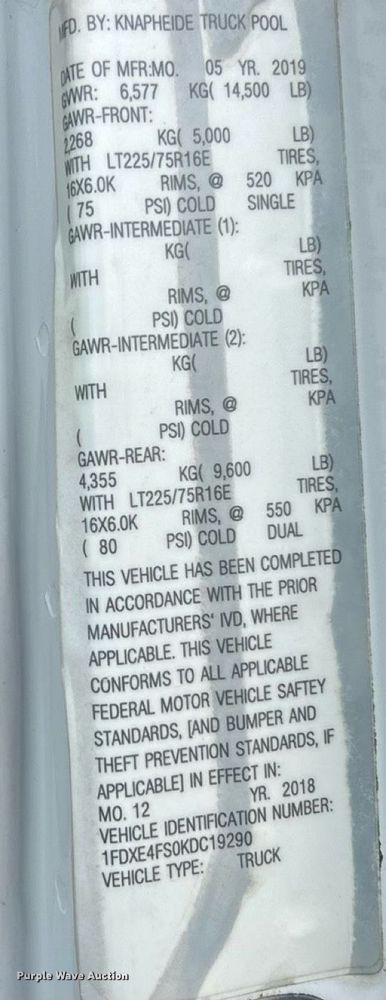 MFD. BY: KNAPHEIDE TRUCK POOL
DATE OF MFR:MO. 05 YR. 2019
GVWR: 6,577 KG( 14,500 LB)
GAWR-FRONT:
2,268 KG( 5,000 LB)
WITH LT225/75R16E TIRES,
16X6.0K RIMS, @ 520 KPA
( 75 PSI) COLD SINGLE
GAWR-INTERMEDIATE (1):
KG( LB)
WITH TIRES,
RIMS, @ KPA
( PSI) COLD
GAWR-INTERMEDIATE (2):
KG( LB)
WITH TIRES,
RIMS, @ KPA
( PSI) COLD
GAWR-REAR:
4,355 KG( 9,600 LB)
WITH LT225/75R16E TIRES,
16X6.0K RIMS, @ 550 KPA
( 80 PSI) COLD DUAL
THIS VEHICLE HAS BEEN COMPLETED
IN ACCORDANCE WITH THE PRIOR
MANUFACTURERS' IVD, WHERE
APPLICABLE. THIS VEHICLE
CONFORMS TO ALL APPLICABLE
FEDERAL MOTOR VEHICLE SAFTEY
STANDARDS, [AND BUMPER AND
THEFT PREVENTION STANDARDS, IF
APPLICABLE] IN EFFECT IN:
MO. 12 YR. 2018
VEHICLE IDENTIFICATION NUMBER:
1FDXE4FS0KDC19290
VEHICLE TYPE: TRUCK
Purple Wave Auction